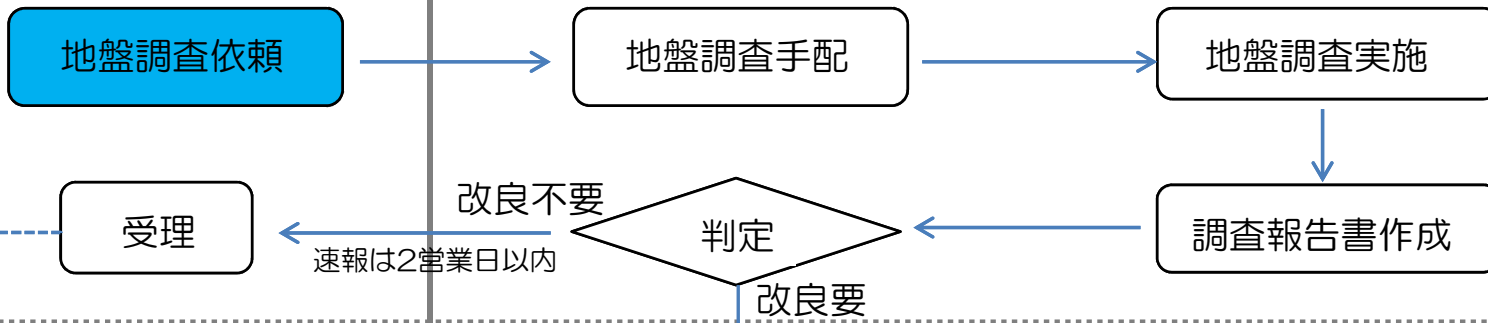 地盤調査依頼
地盤調査手配
地盤調査実施
受理
改良不要
速報は2営業日以内
判定
調査報告書作成
改良要